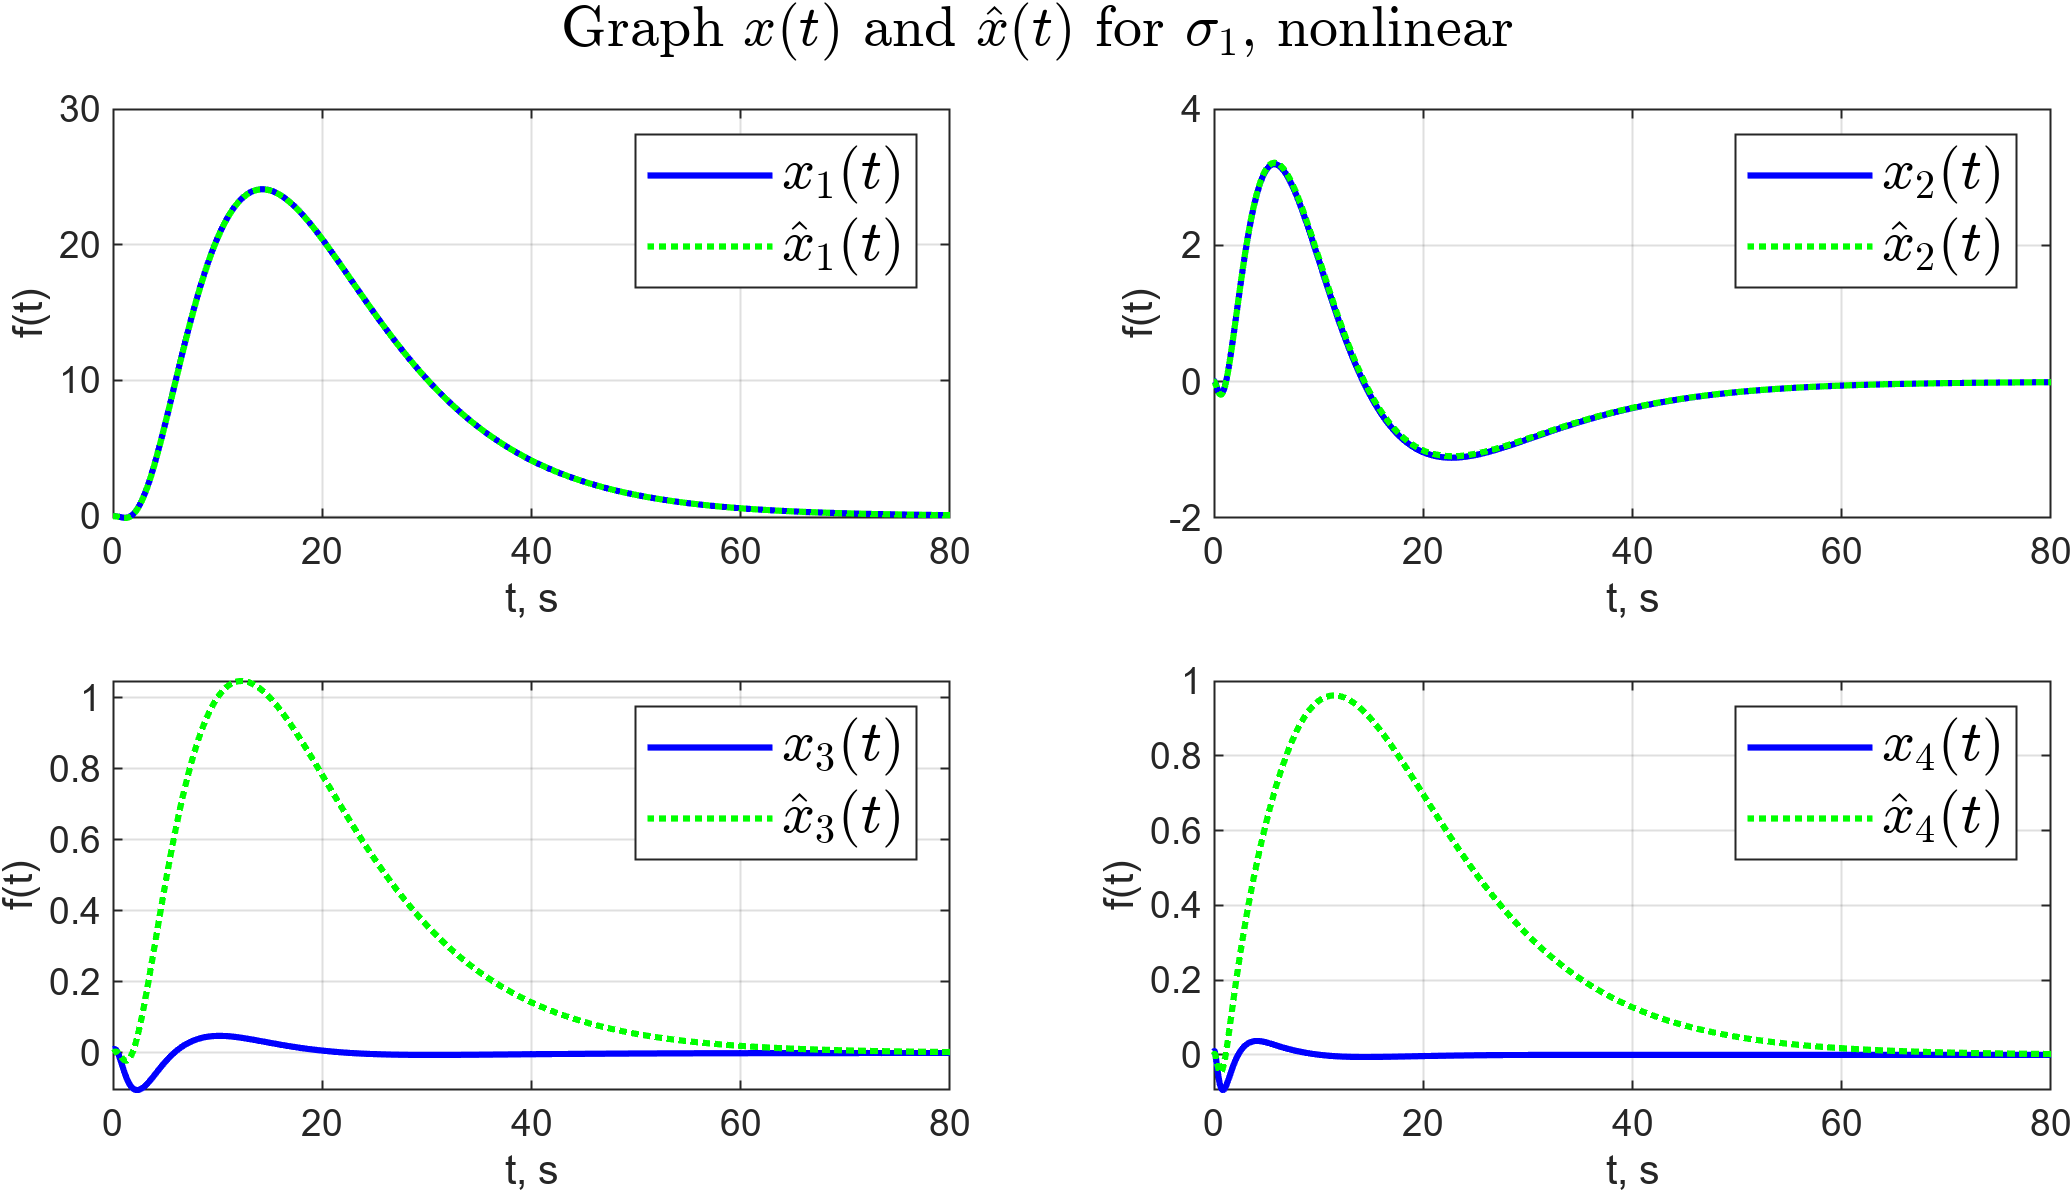 Graph x(t) and x̂(t) for σ₁, nonlinear
30
20
10
0
0 20 40 60 80
f(t)
t, s
x₁(t)
x̂₁(t)
4
2
0
-2
0 20 40 60 80
f(t)
t, s
x₂(t)
x̂₂(t)
1
0.8
0.6
0.4
0.2
0
0 20 40 60 80
f(t)
t, s
x₃(t)
x̂₃(t)
1
0.8
0.6
0.4
0.2
0
0 20 40 60 80
f(t)
t, s
x₄(t)
x̂₄(t)